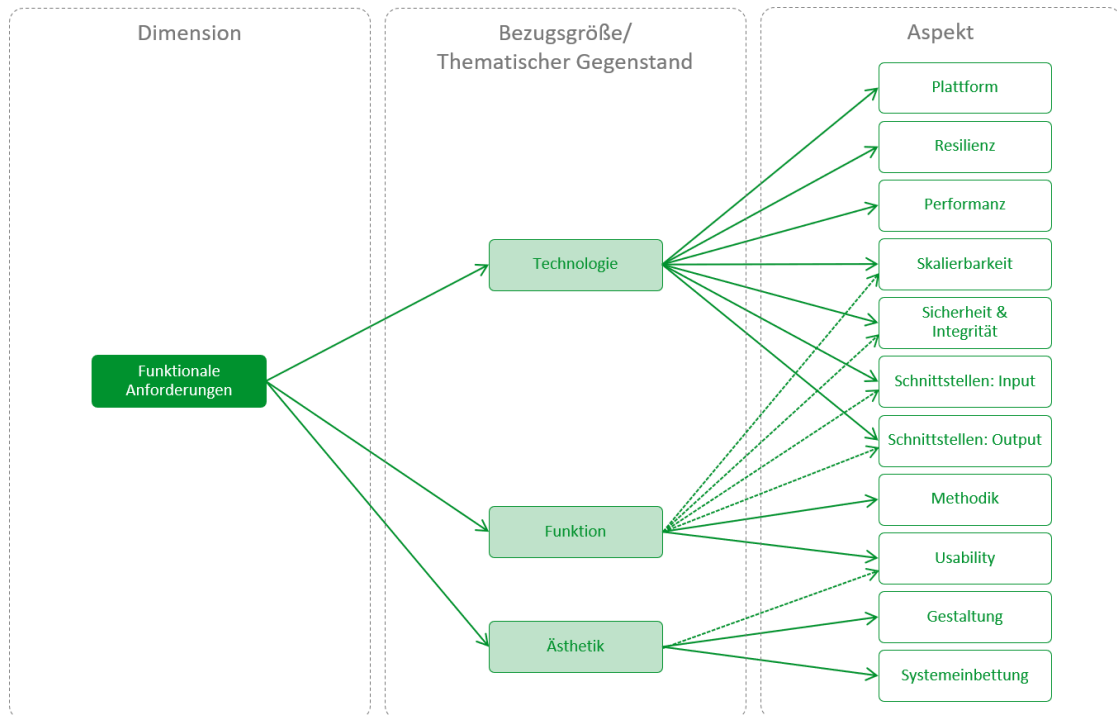 Dimension
Bezugsgröße/
Thematischer Gegenstand
Aspekt
Funktionale
Anforderungen
Technologie
Funktion
Ästhetik
Plattform
Resilienz
Performanz
Skalierbarkeit
Sicherheit &
Integrität
Schnittstellen: Input
Schnittstellen: Output
Methodik
Usability
Gestaltung
Systemeinbettung